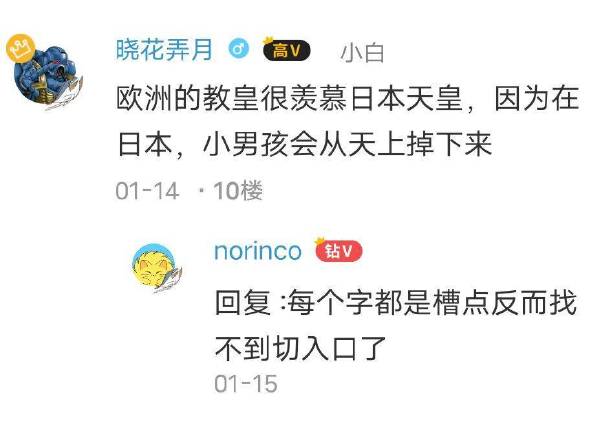 晓花弄月 高V 小白
欧洲的教皇很羡慕日本天皇，因为在
日本，小男孩会从天上掉下来
01-14 · 10楼
norinco 钻V
回复 :每个字都是槽点反而找
不到切入口了
01-15